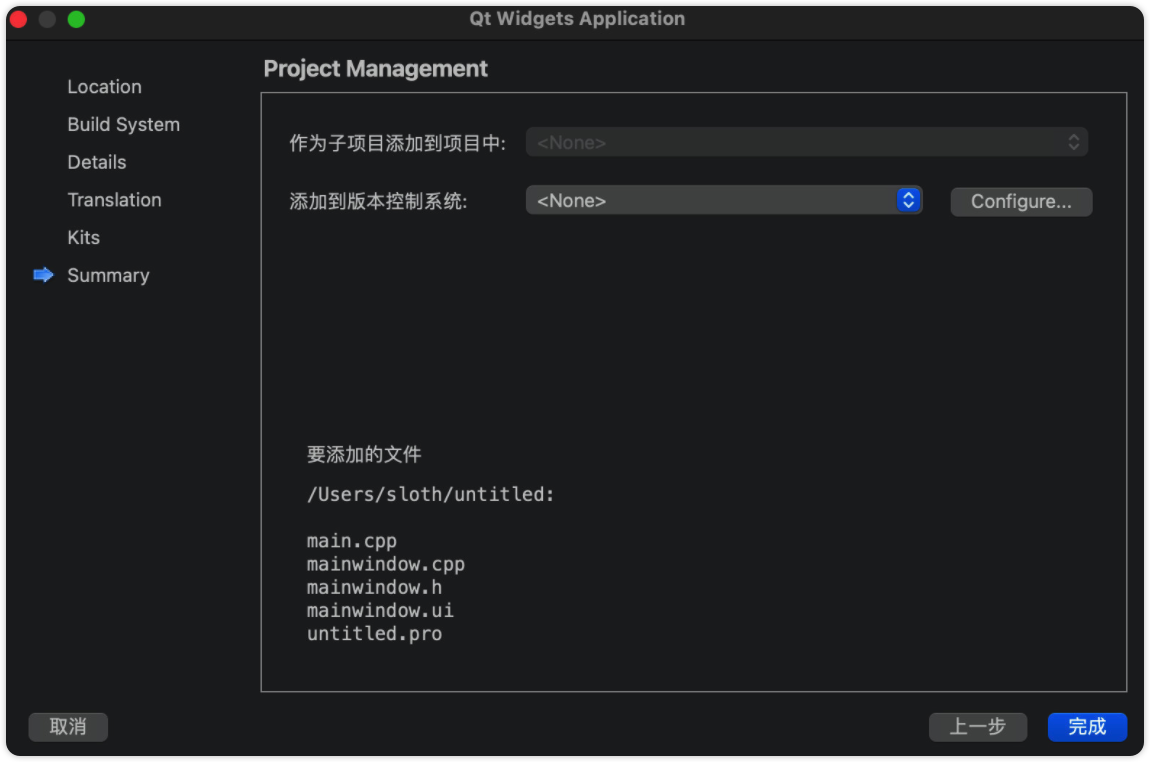 Qt Widgets Application
Location
Build System
Details
Translation
Kits
Summary
Project Management
作为子项目添加到项目中: <None>
添加到版本控制系统: <None> Configure...
要添加的文件
/Users/sloth/untitled:
main.cpp
mainwindow.cpp
mainwindow.h
mainwindow.ui
untitled.pro
取消 上一步 完成